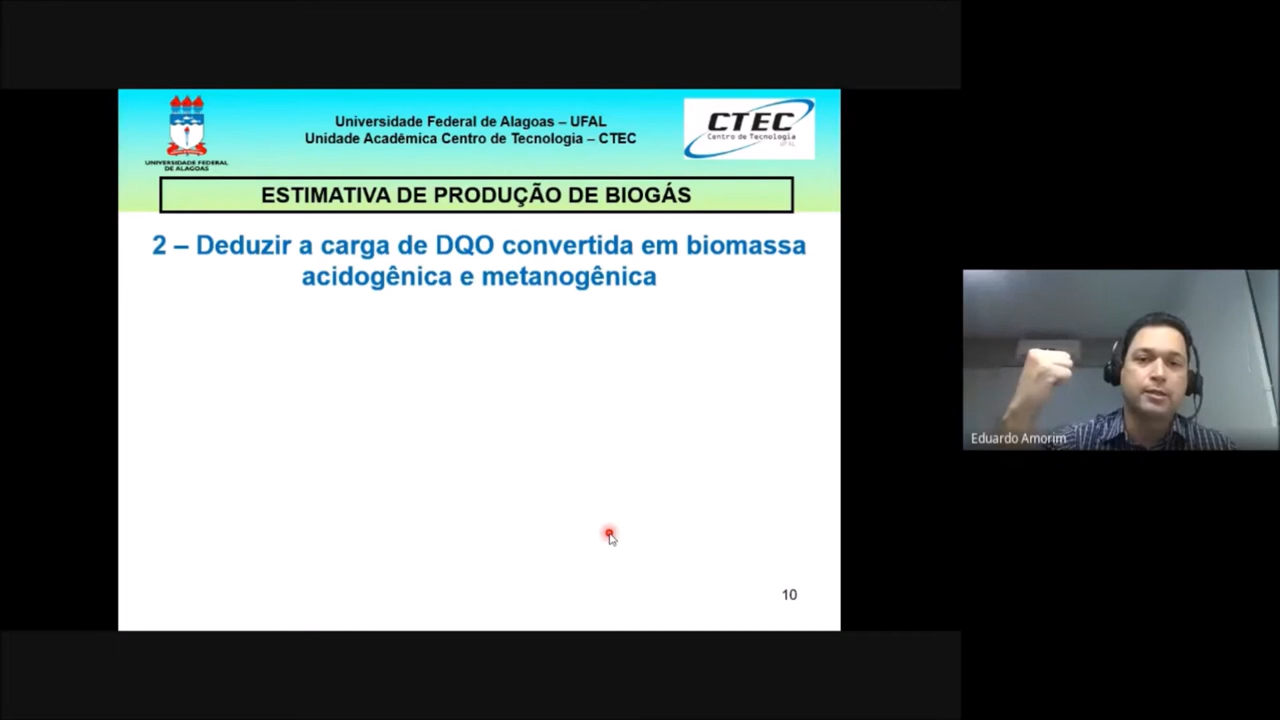 Universidade Federal de Alagoas – UFAL
Unidade Acadêmica Centro de Tecnologia – CTEC
UNIVERSIDADE FEDERAL
DE ALAGOAS
CTEC
Centro de Tecnologia
UFAL
ESTIMATIVA DE PRODUÇÃO DE BIOGÁS
2 – Deduzir a carga de DQO convertida em biomassa
acidogênica e metanogênica
Eduardo Amorim
10